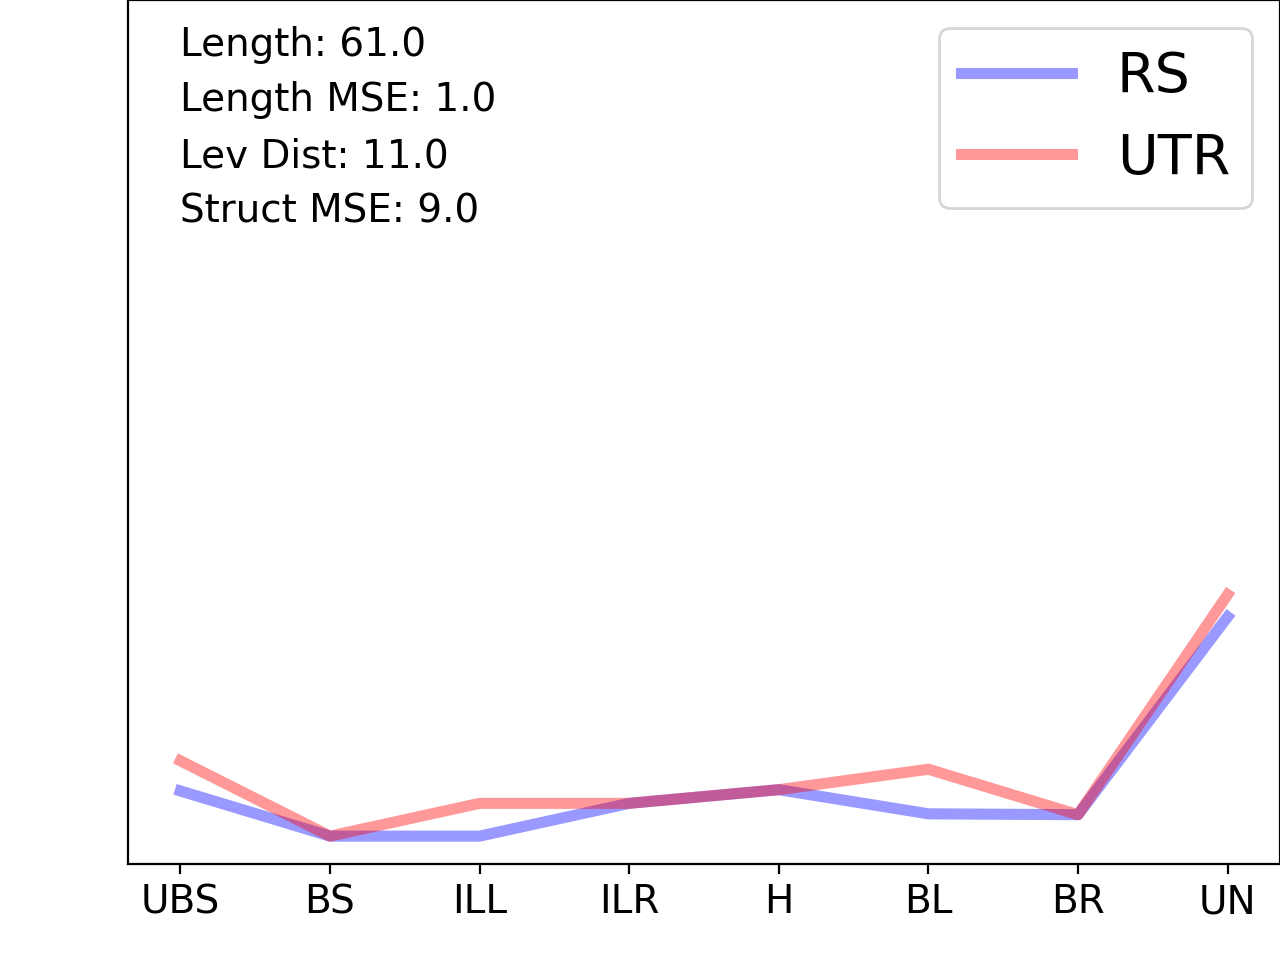 Length: 61.0
Length MSE: 1.0
Lev Dist: 11.0
Struct MSE: 9.0
RS
UTR
UBS BS ILL ILR H BL BR UN